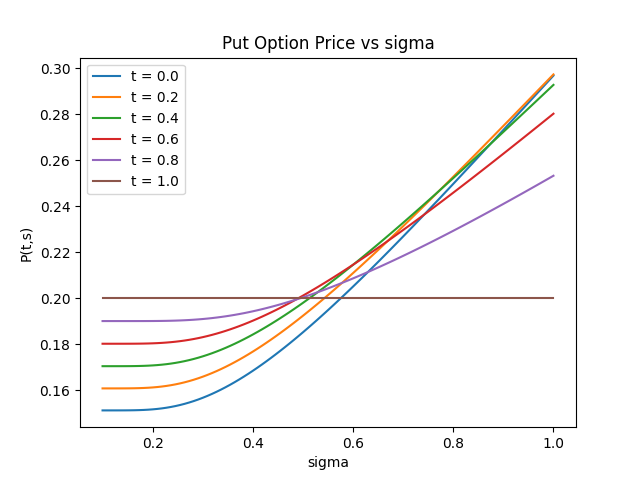 Put Option Price vs sigma
t = 0.0
t = 0.2
t = 0.4
t = 0.6
t = 0.8
t = 1.0
P(t,s)
0.30
0.28
0.26
0.24
0.22
0.20
0.18
0.16
0.2
0.4
0.6
0.8
1.0
sigma